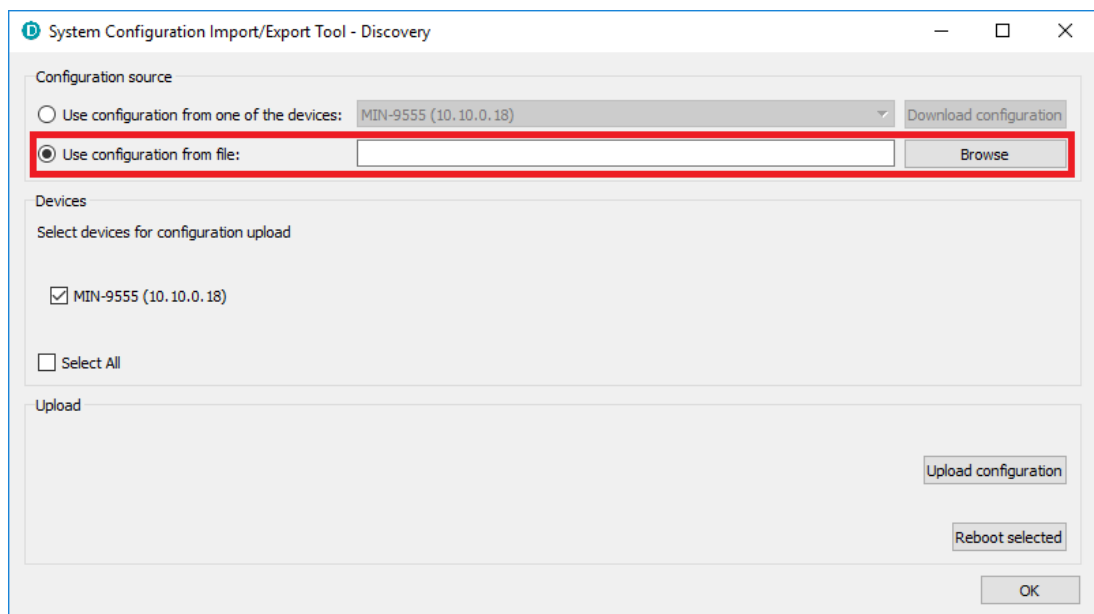 System Configuration Import/Export Tool - Discovery
Configuration source
Use configuration from one of the devices: MIN-9555 (10.10.0.18) Download configuration
Use configuration from file: Browse
Devices
Select devices for configuration upload
MIN-9555 (10.10.0.18)
Select All
Upload
Upload configuration
Reboot selected
OK